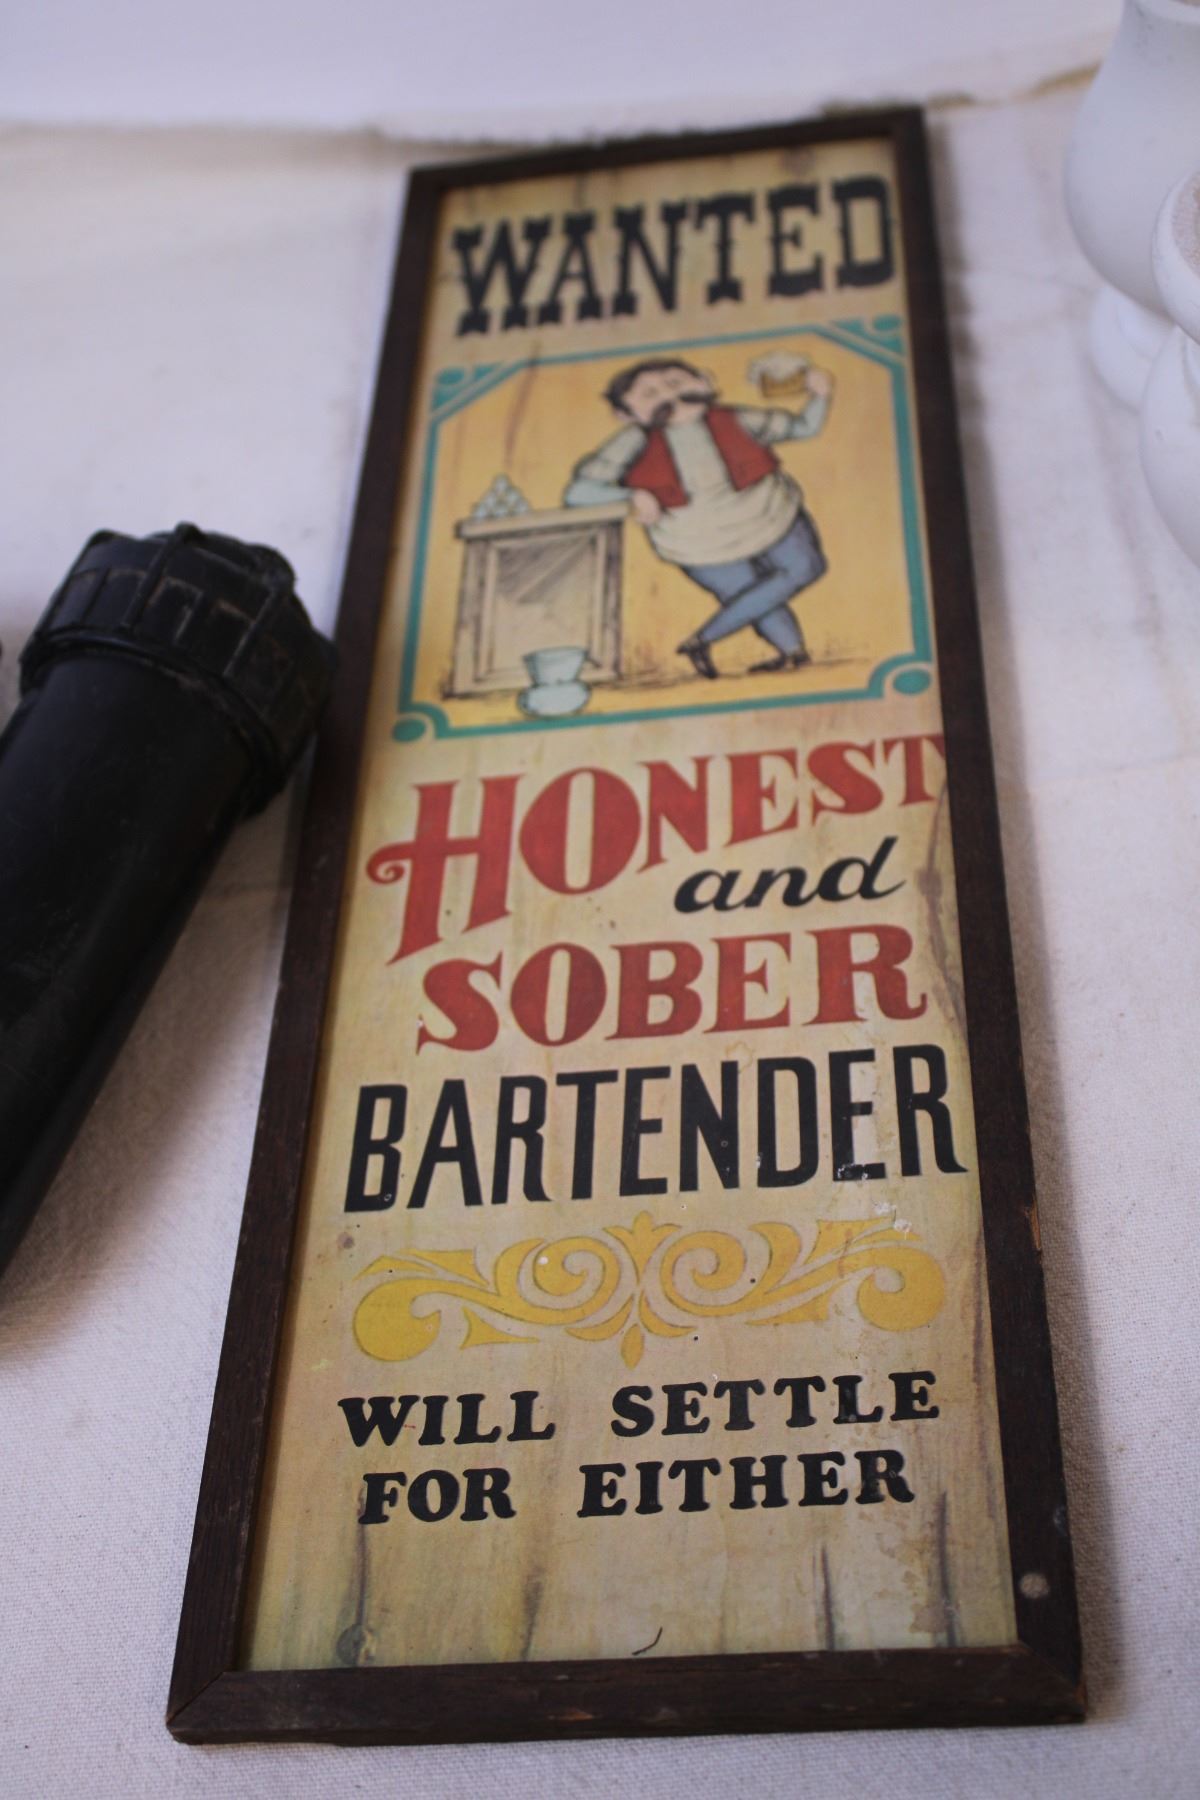 WANTED
HONEST
and
SOBER
BARTENDER
WILL SETTLE
FOR EITHER